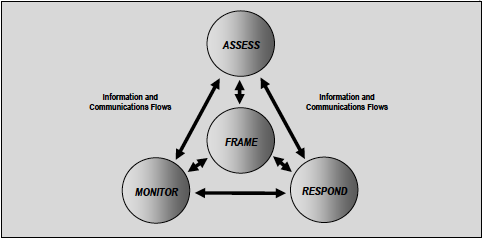 ASSESS
Information and
Communications Flows
Information and
Communications Flows
FRAME
MONITOR
RESPOND